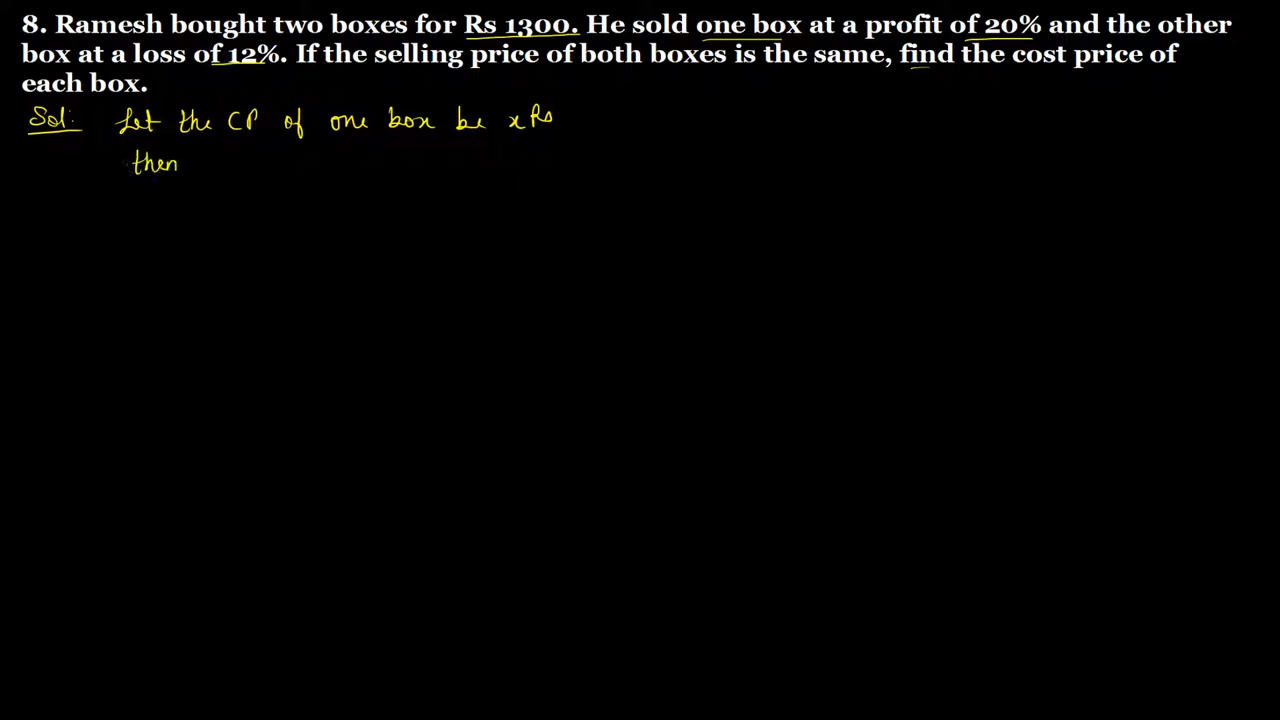 8. Ramesh bought two boxes for Rs 1300. He sold one box at a profit of 20% and the other
box at a loss of 12%. If the selling price of both boxes is the same, find the cost price of
each box.
Sol: Let the CP of one box be x Rs
then